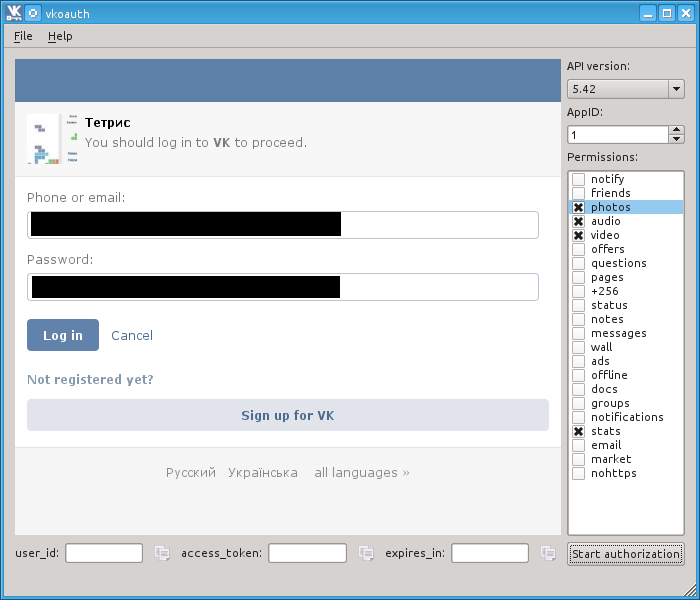 vkoauth
File Help
Тетрис
You should log in to VK to proceed.
Phone or email:
Password:
Log in Cancel
Not registered yet?
Sign up for VK
Русский Українська all languages »
API version:
5.42
AppID:
1
Permissions:
notify
friends
photos
audio
video
offers
questions
pages
+256
status
notes
messages
wall
ads
offline
docs
groups
notifications
stats
email
market
nohttps
user_id: access_token: expires_in: Start authorization